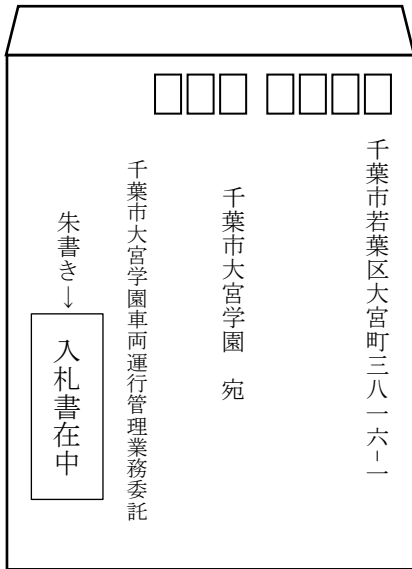 千葉市若葉区大宮町三八一六－一
千葉市大宮学園　宛
千葉市大宮学園車両運行管理業務委託
朱書き→
入札書在中